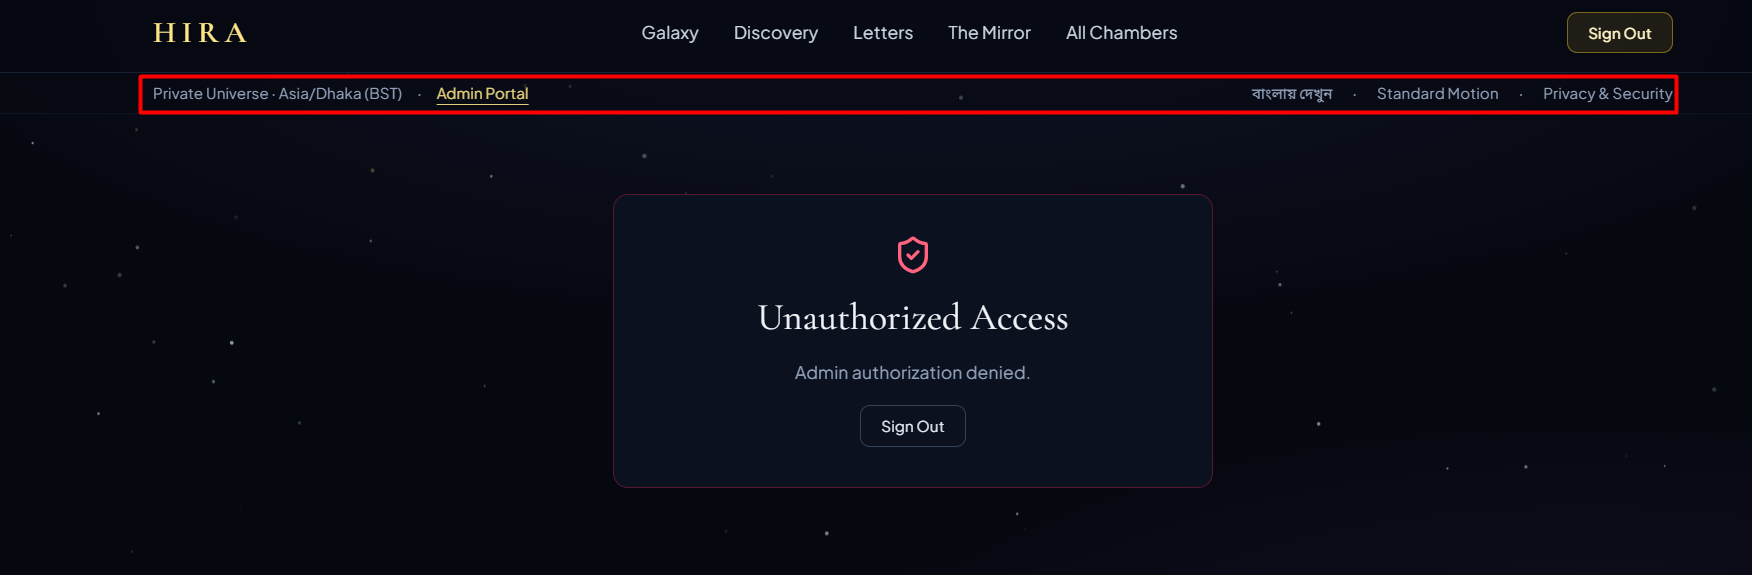 HIRA Galaxy Discovery Letters The Mirror All Chambers Sign Out
Private Universe · Asia/Dhaka (BST) · Admin Portal বাংলায় দেখুন · Standard Motion · Privacy & Security
Unauthorized Access
Admin authorization denied.
Sign Out